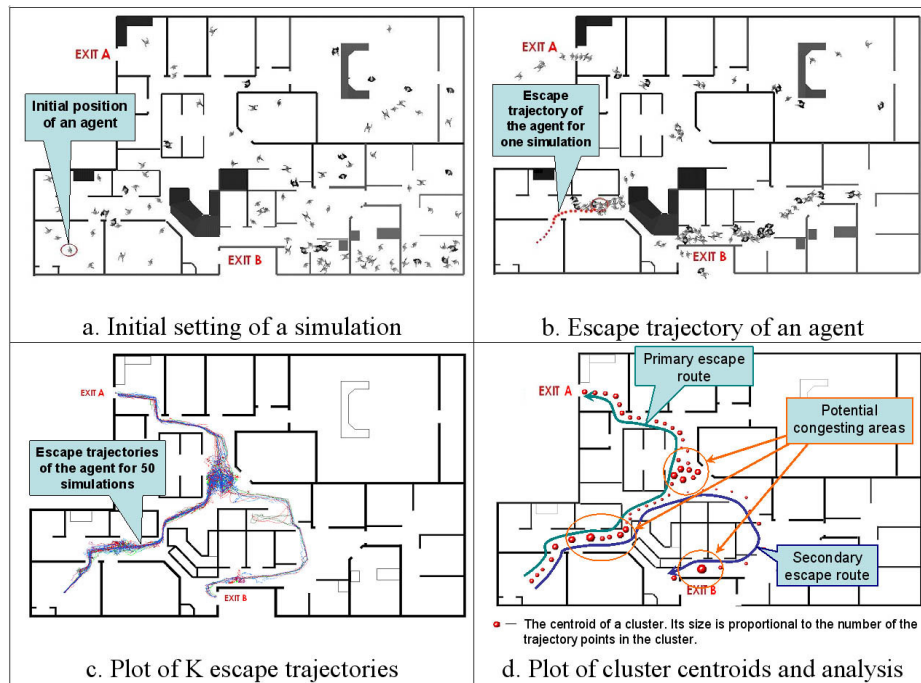 EXIT A
Initial position
of an agent
EXIT B
a. Initial setting of a simulation
EXIT A
Escape
trajectory of
the agent for
one simulation
EXIT B
b. Escape trajectory of an agent
EXIT A
Escape trajectories
of the agent for 50
simulations
EXIT B
c. Plot of K escape trajectories
Primary escape
route
EXIT A
Potential
congesting areas
Secondary
escape route
EXIT B
— The centroid of a cluster. Its size is proportional to the number of the
trajectory points in the cluster.
d. Plot of cluster centroids and analysis